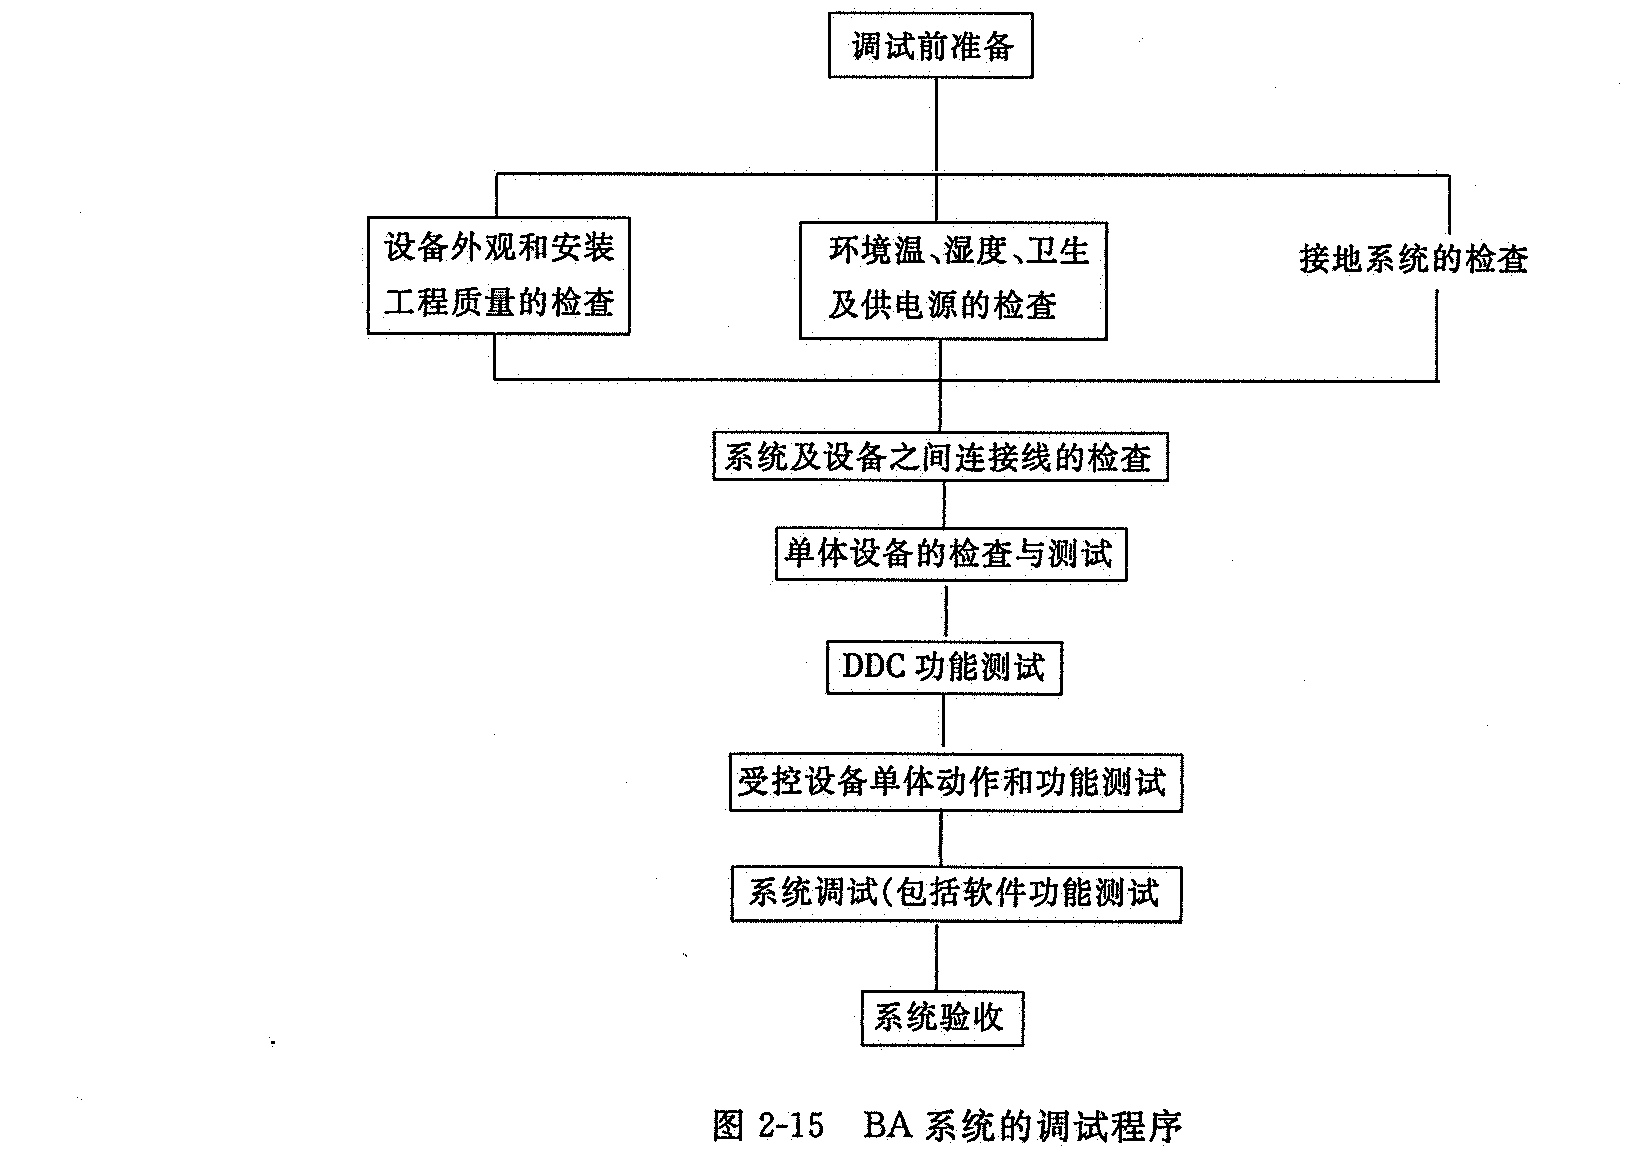 调试前准备
设备外观和安装
工程质量的检查
环境温、湿度、卫生
及供电源的检查
接地系统的检查
系统及设备之间连接线的检查
单体设备的检查与测试
DDC 功能测试
受控设备单体动作和功能测试
系统调试(包括软件功能测试
系统验收
图 2-15 BA 系统的调试程序